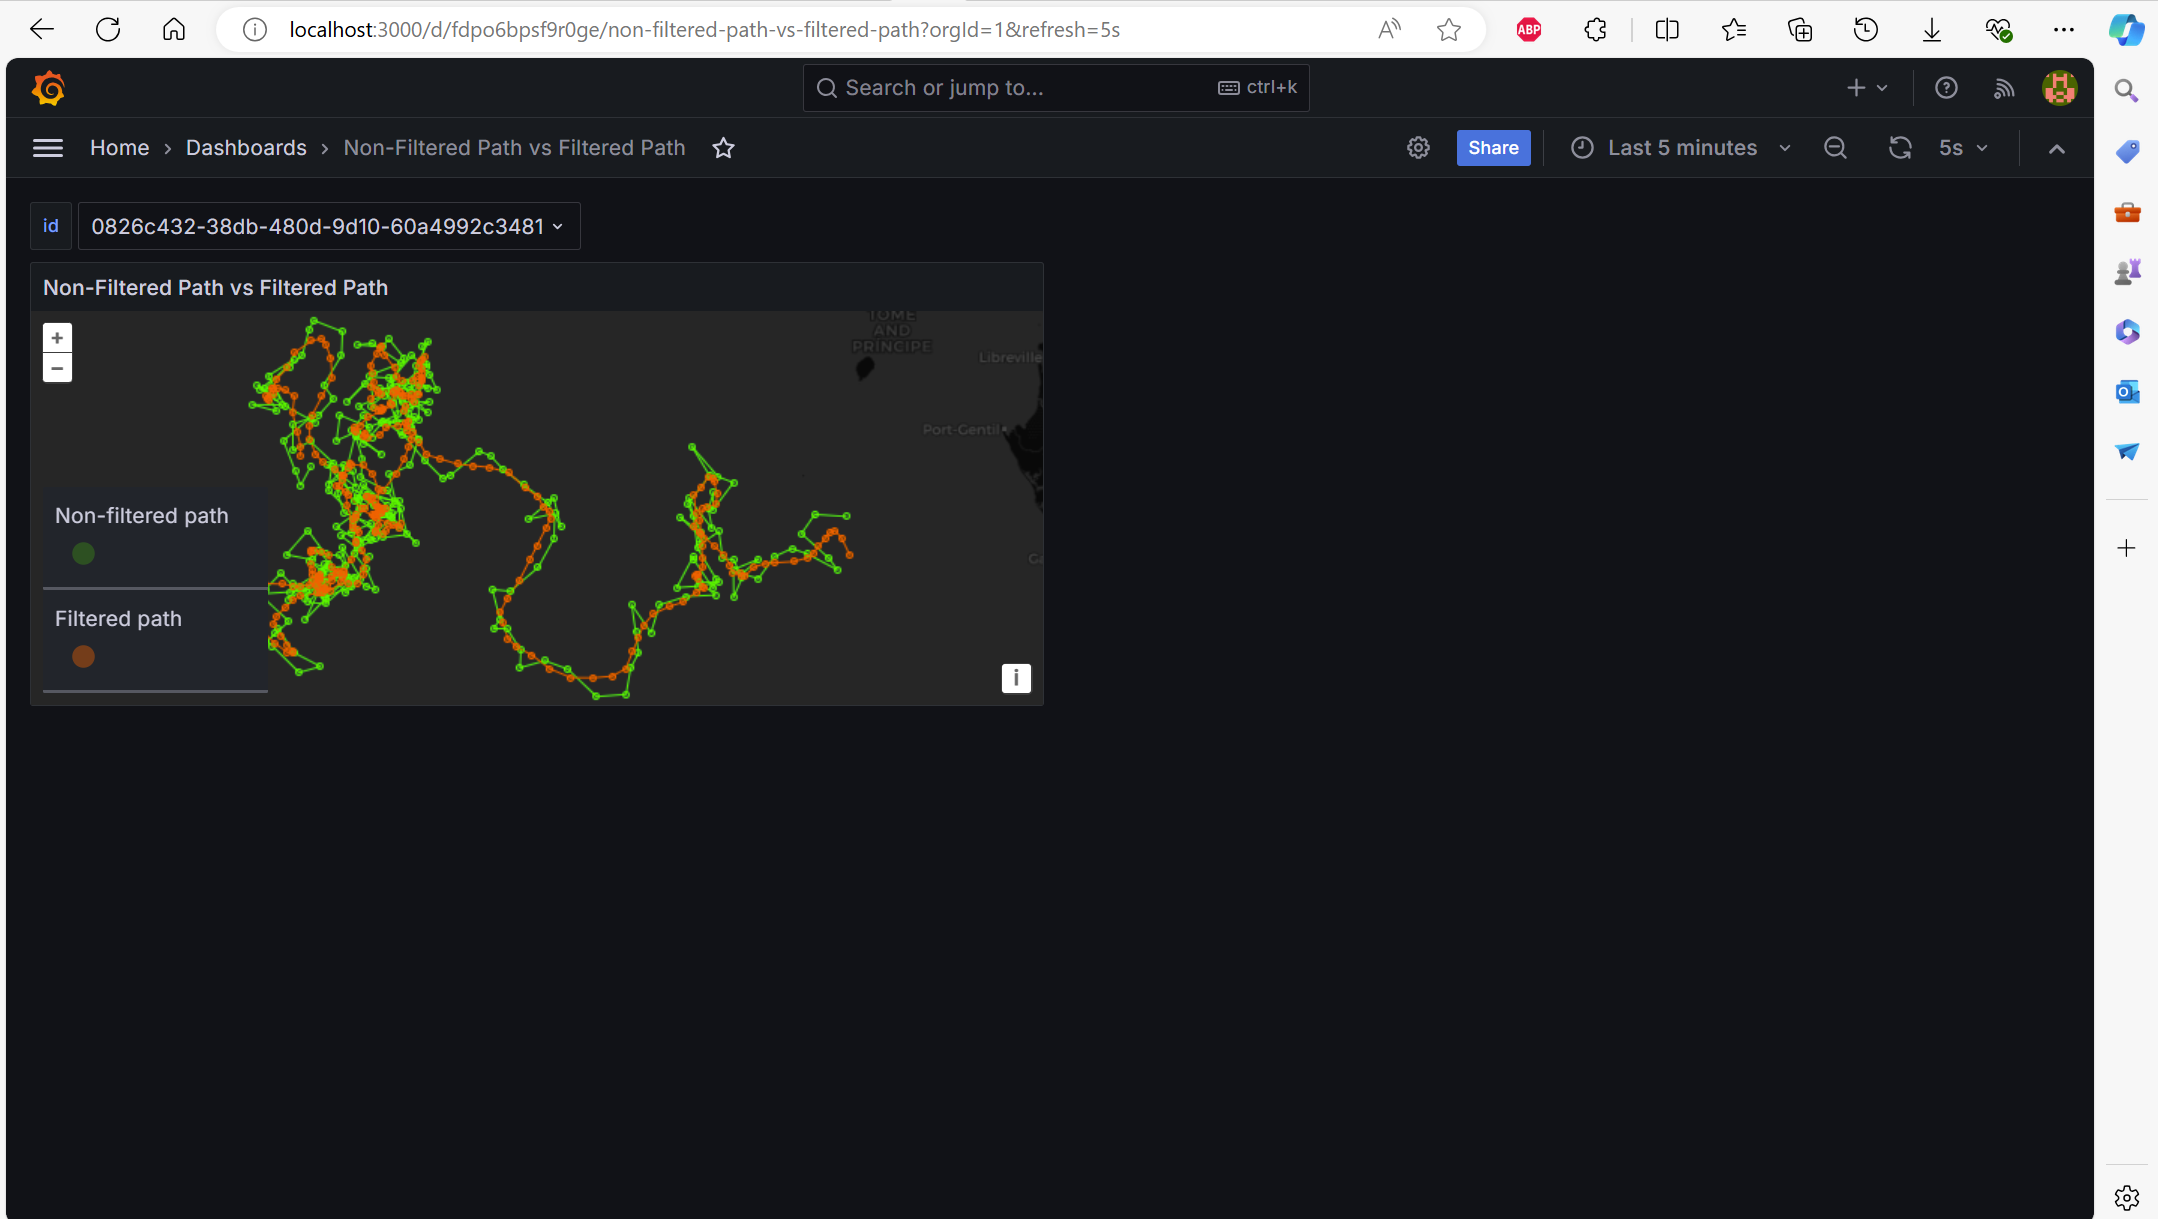 localhost:3000/d/fdpo6bpsf9r0ge/non-filtered-path-vs-filtered-path?orgId=1&refresh=5s
ABP
Search or jump to...
ctrl+k
Home › Dashboards › Non-Filtered Path vs Filtered Path
Share
Last 5 minutes
5s
id
0826c432-38db-480d-9d10-60a4992c3481
Non-Filtered Path vs Filtered Path
+
−
TOME
AND
PRÍNCIPE
Libreville
Port-Gentil
Non-filtered path
Filtered path
i